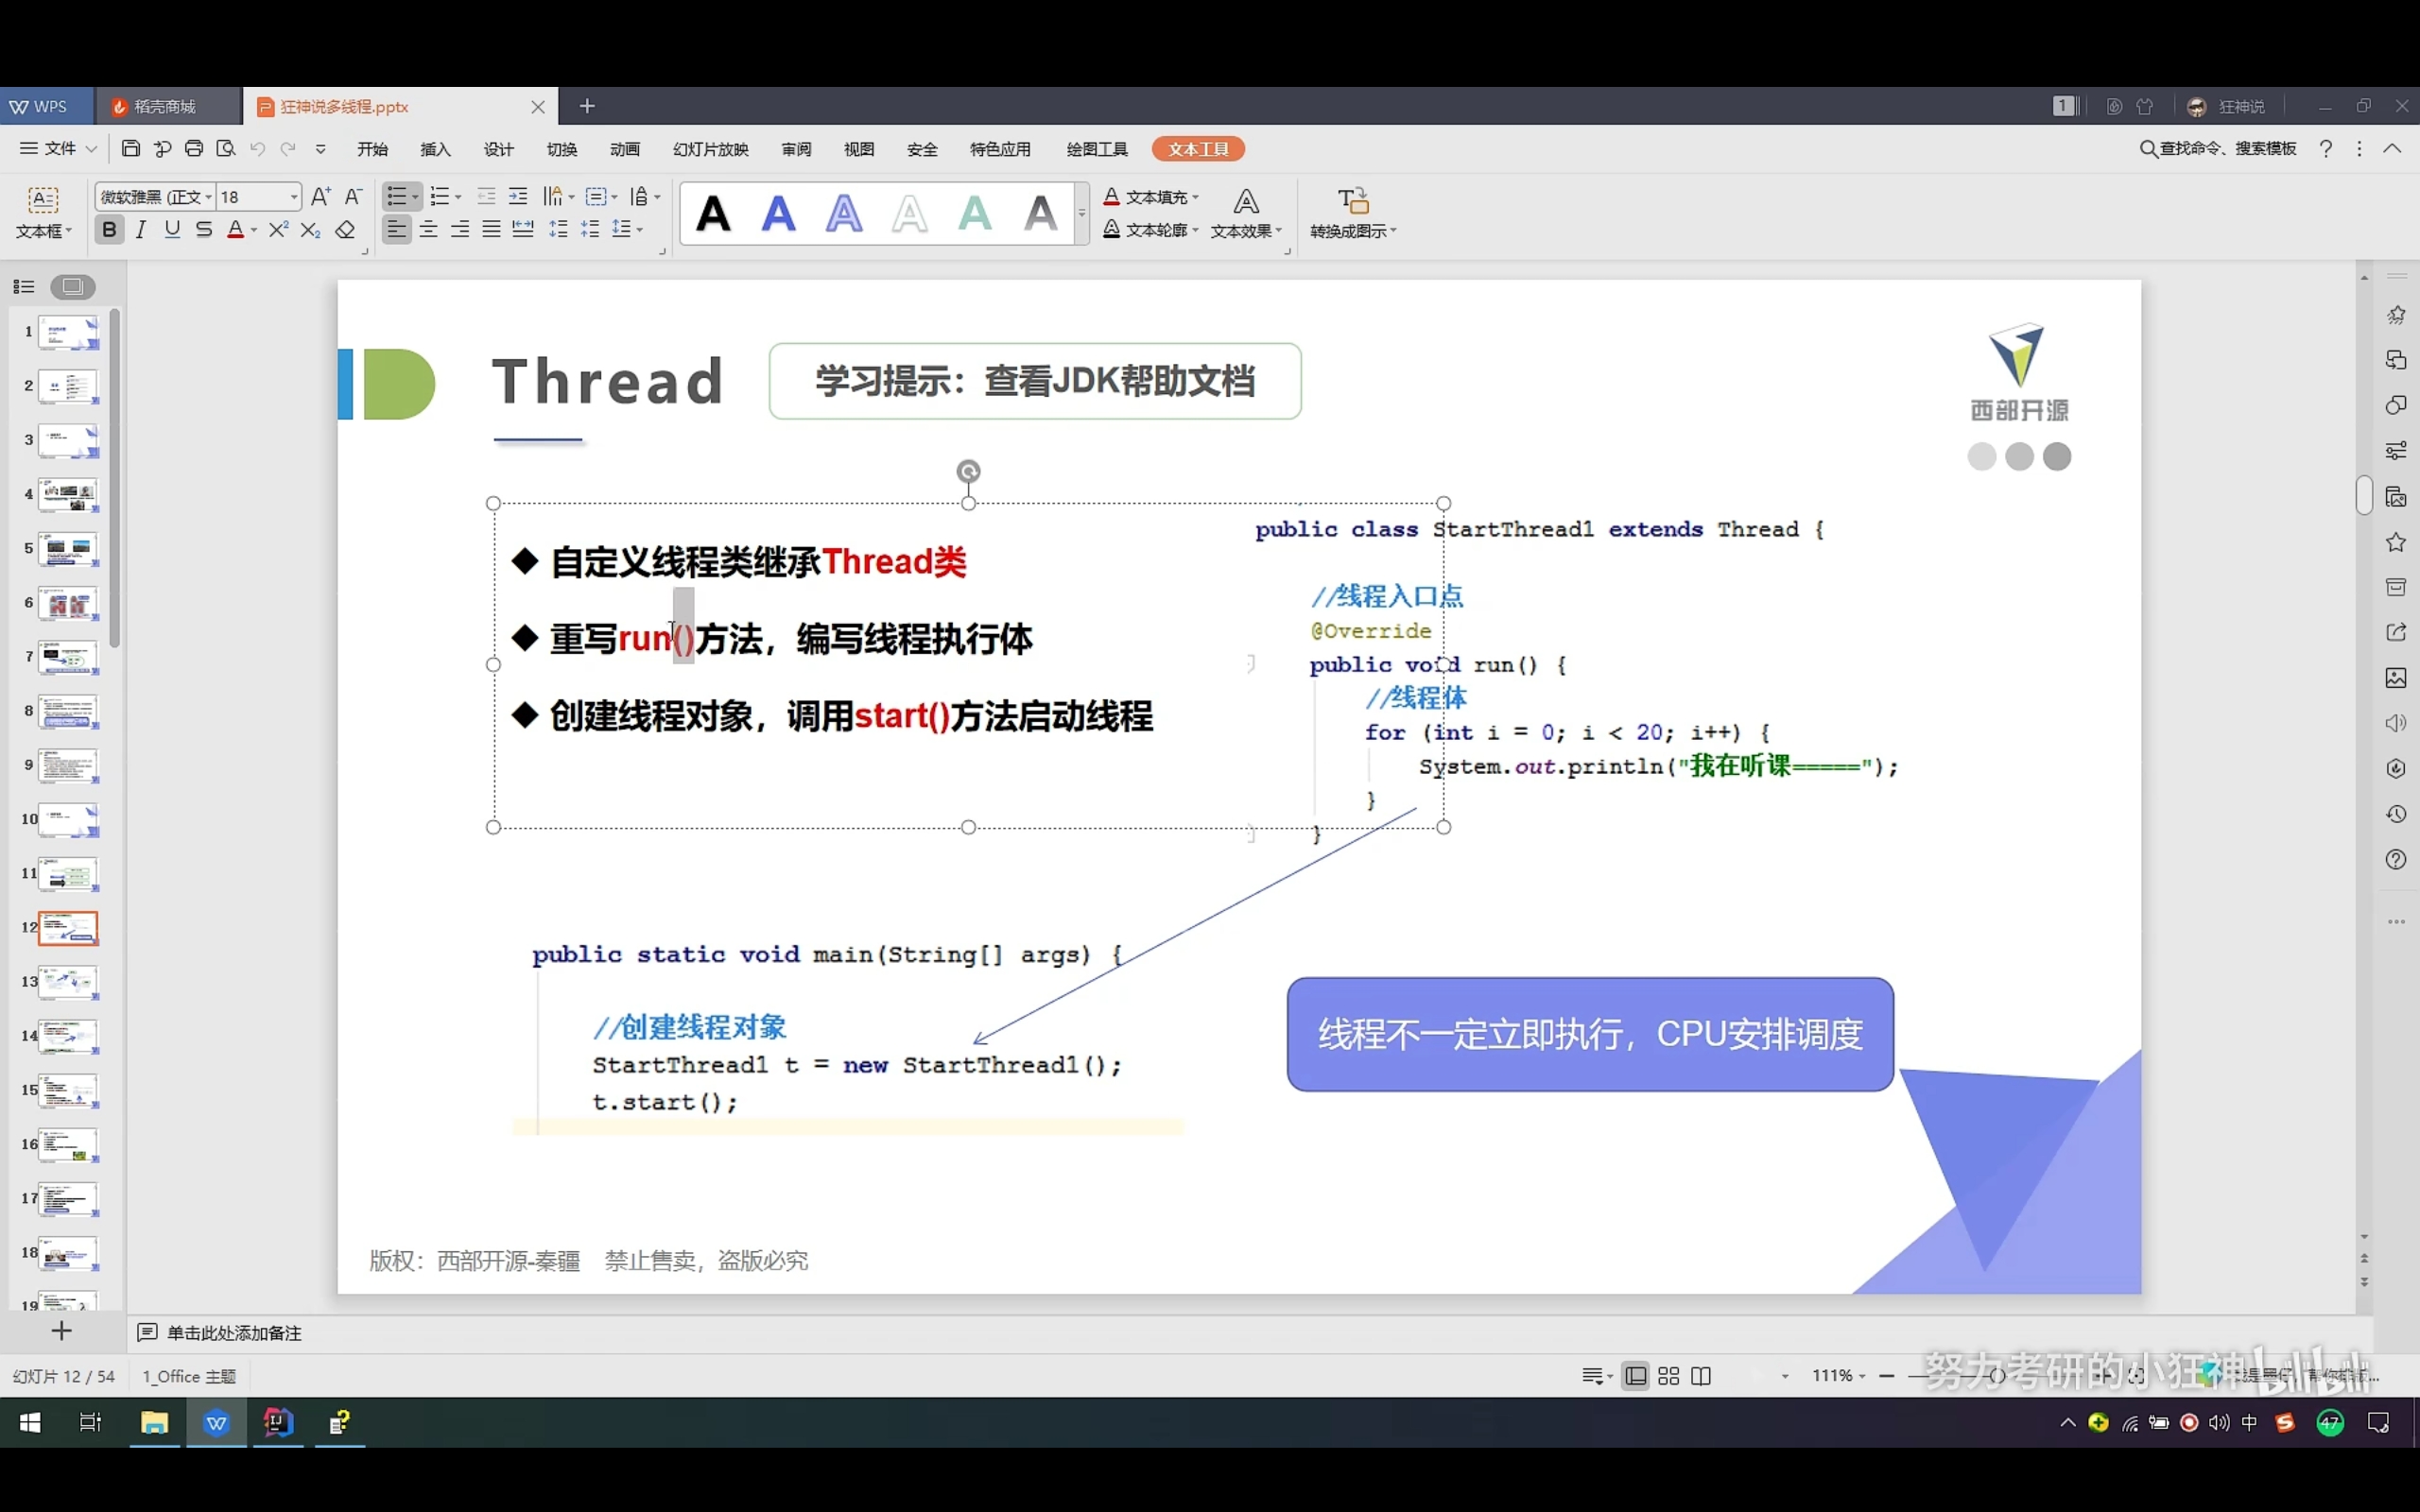 WPS
稻壳商城
狂神说多线程.pptx
1
狂神说
文件
开始 插入 设计 切换 动画 幻灯片放映 审阅 视图 安全 特色应用 绘图工具 文本工具
查找命令、搜索模板
微软雅黑 (正文 18
文本框
文本填充
文本轮廓
文本效果
转换成图示
1
2
3
4
5
6
7
8
9
10
11
12
13
14
15
16
17
18
19
Thread
学习提示：查看JDK帮助文档
西部开源
◆ 自定义线程类继承Thread类
◆ 重写run()方法，编写线程执行体
◆ 创建线程对象，调用start()方法启动线程
public class StartThread1 extends Thread {
//线程入口点
@Override
public void run() {
//线程体
for (int i = 0; i < 20; i++) {
System.out.println("我在听课=====");
}
}
public static void main(String[] args) {
//创建线程对象
StartThread1 t = new StartThread1();
t.start();
线程不一定立即执行，CPU安排调度
版权：西部开源-秦疆 禁止售卖，盗版必究
单击此处添加备注
幻灯片 12 / 54
1_Office 主题
111%
努力考研的小狂神
bilibili
中
47